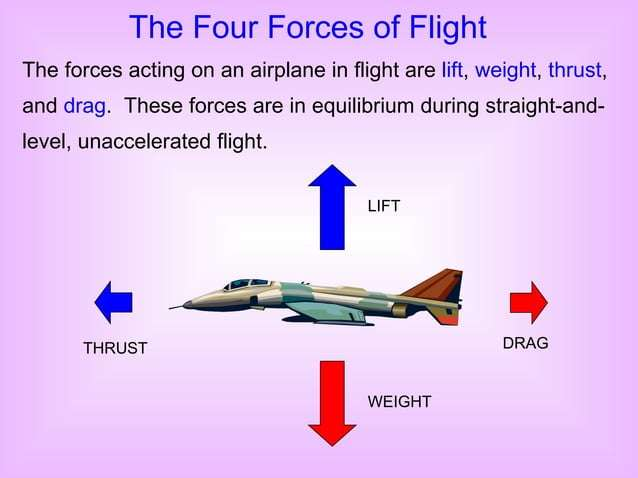 The Four Forces of Flight
The forces acting on an airplane in flight are lift, weight, thrust,
and drag.  These forces are in equilibrium during straight-and-
level, unaccelerated flight.
LIFT
THRUST
DRAG
WEIGHT